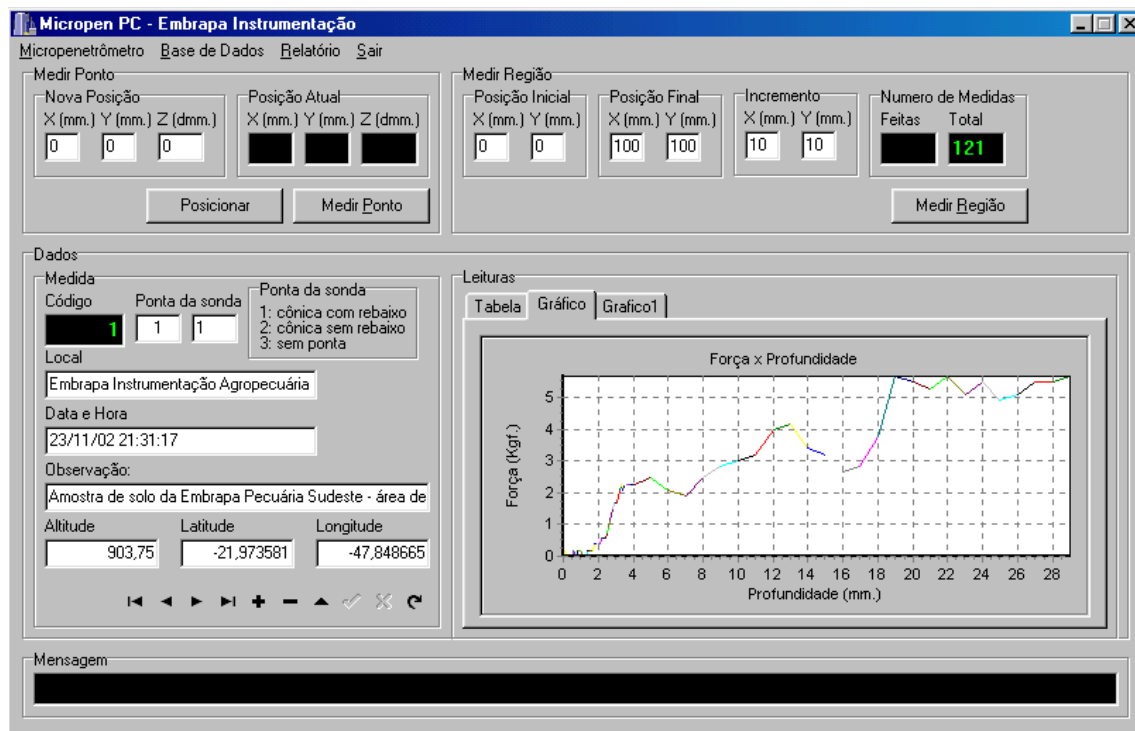 Micropen PC - Embrapa Instrumentação
Micropenetrômetro Base de Dados Relatório Sair
Medir Ponto
Nova Posição
X (mm.) Y (mm.) Z (dmm.)
0 0 0
Posição Atual
X (mm.) Y (mm.) Z (dmm.)
Posicionar
Medir Ponto
Medir Região
Posição Inicial
X (mm.) Y (mm.)
0 0
Posição Final
X (mm.) Y (mm.)
100 100
Incremento
X (mm.) Y (mm.)
10 10
Numero de Medidas
Feitas Total
121
Medir Região
Dados
Medida
Código
1
Ponta da sonda
1 1
Ponta da sonda
1: cônica com rebaixo
2: cônica sem rebaixo
3: sem ponta
Local
Embrapa Instrumentação Agropecuária
Data e Hora
23/11/02 21:31:17
Observação:
Amostra de solo da Embrapa Pecuária Sudeste - área de
Altitude Latitude Longitude
903,75 -21,973581 -47,848665
Leituras
Tabela Gráfico Grafico1
Força x Profundidade
Força (Kgf.)
5
4
3
2
1
0
0 2 4 6 8 10 12 14 16 18 20 22 24 26 28
Profundidade (mm.)
Mensagem